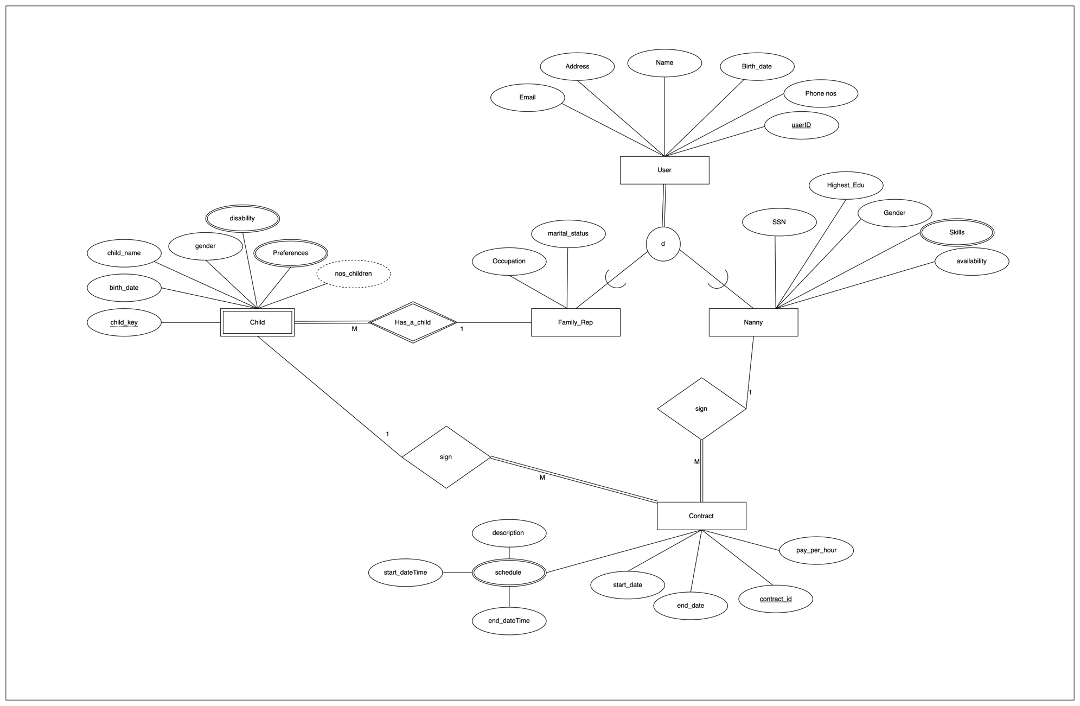 Address
Name
Birth_date
Email
Phone nos
userID
User
Highest_Edu
SSN
Gender
Skills
availability
disability
gender
Preferences
child_name
nos_children
birth_date
child_key
Child
marital_status
Occupation
d
M
Has_a_child
1
Family_Rep
Nanny
1
sign
M
1
sign
M
Contract
description
start_dateTime
schedule
end_dateTime
start_date
end_date
contract_id
pay_per_hour